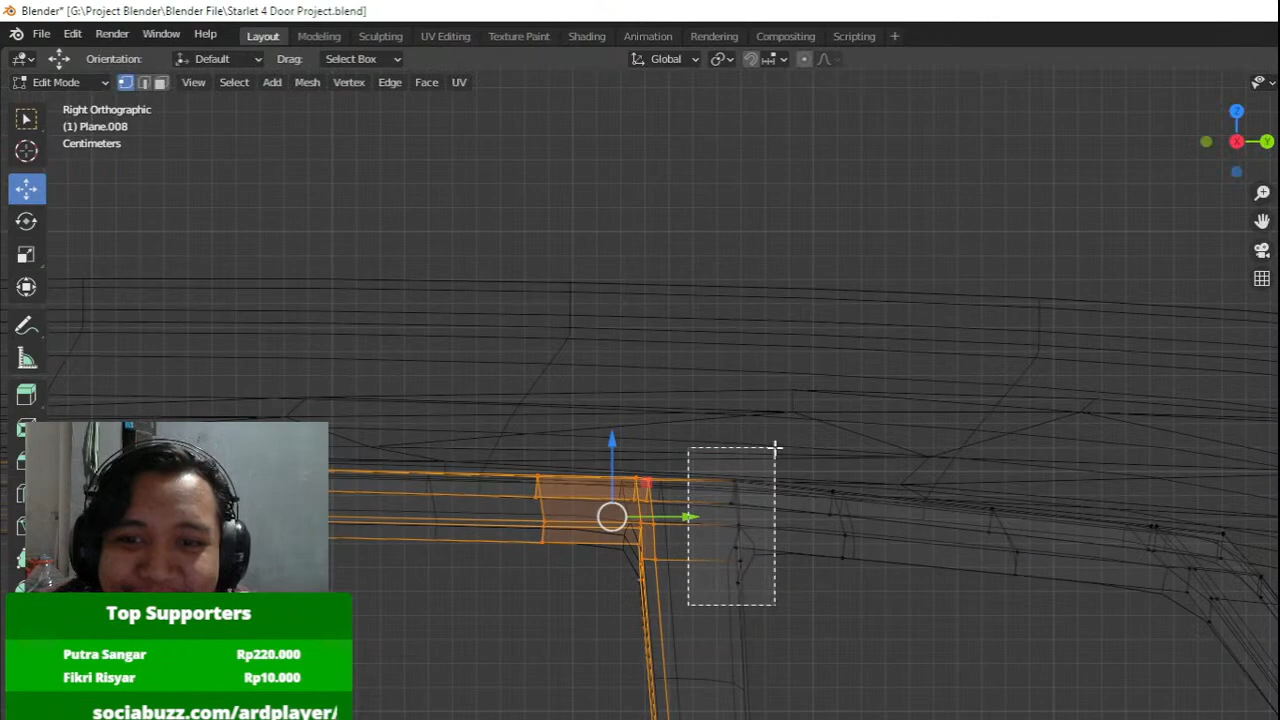 Blender* [G:\Project Blender\Blender File\Starlet 4 Door Project.blend]
File Edit Render Window Help Layout Modeling Sculpting UV Editing Texture Paint Shading Animation Rendering Compositing Scripting +
Orientation: Default Drag: Select Box Global
Edit Mode View Select Add Mesh Vertex Edge Face UV
Right Orthographic
(1) Plane.008
Centimeters
Z
X
Y
Top Supporters
Putra Sangar Rp220.000
Fikri Risyar Rp10.000
sociabuzz.com/ardplayer/